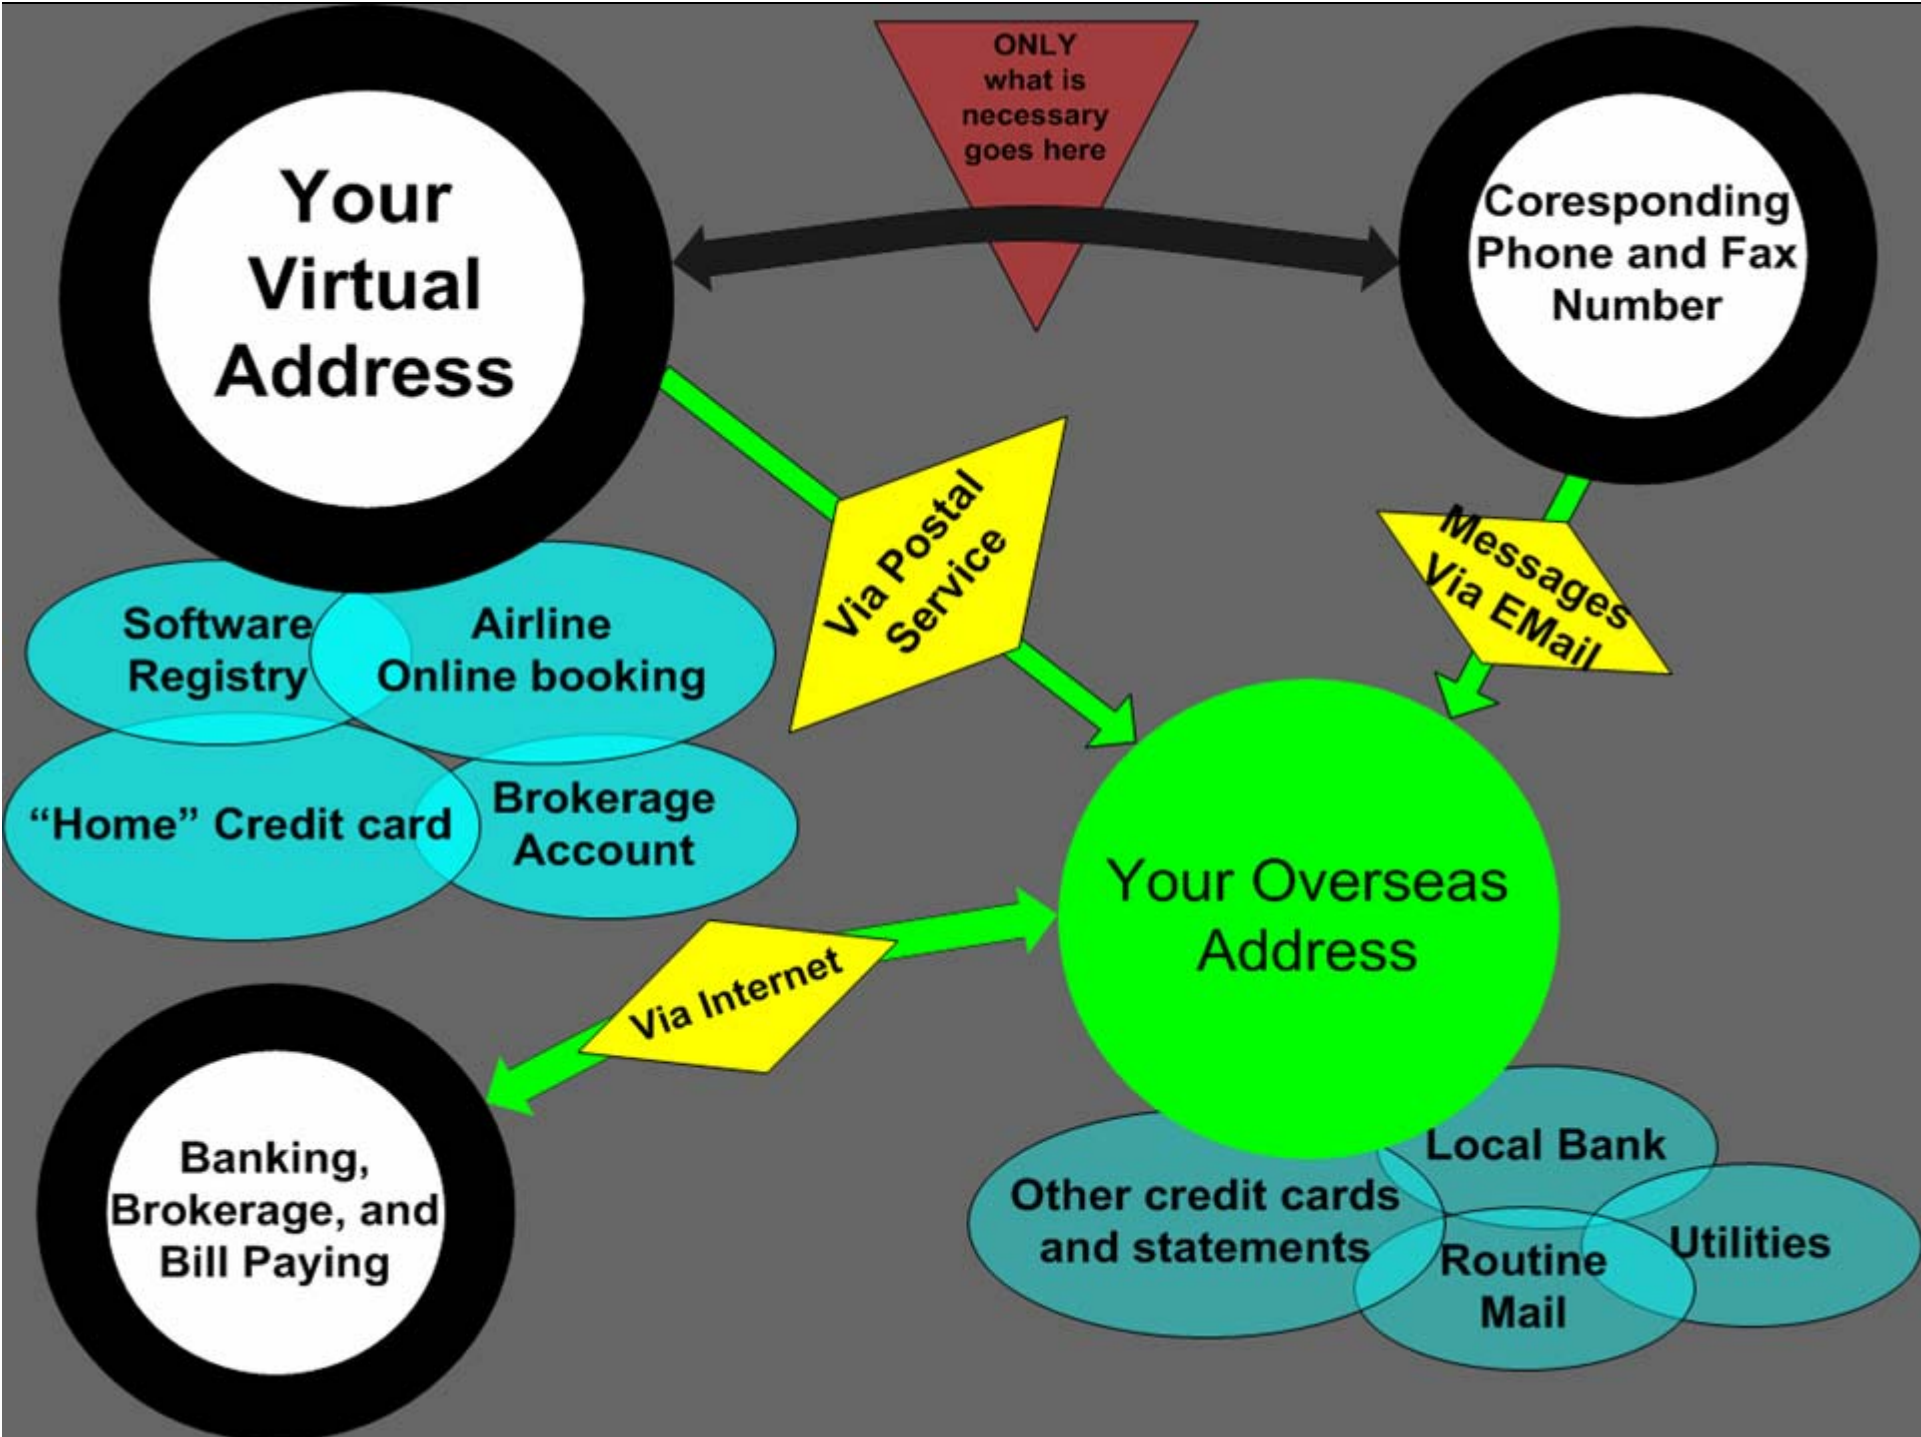 Your
Virtual
Address
ONLY
what is
necessary
goes here
Coresponding
Phone and Fax
Number
Via Postal
Service
Messages
Via EMail
Software
Registry
Airline
Online booking
“Home” Credit card
Brokerage
Account
Your Overseas
Address
Via Internet
Banking,
Brokerage, and
Bill Paying
Local Bank
Other credit cards
and statements
Utilities
Routine
Mail